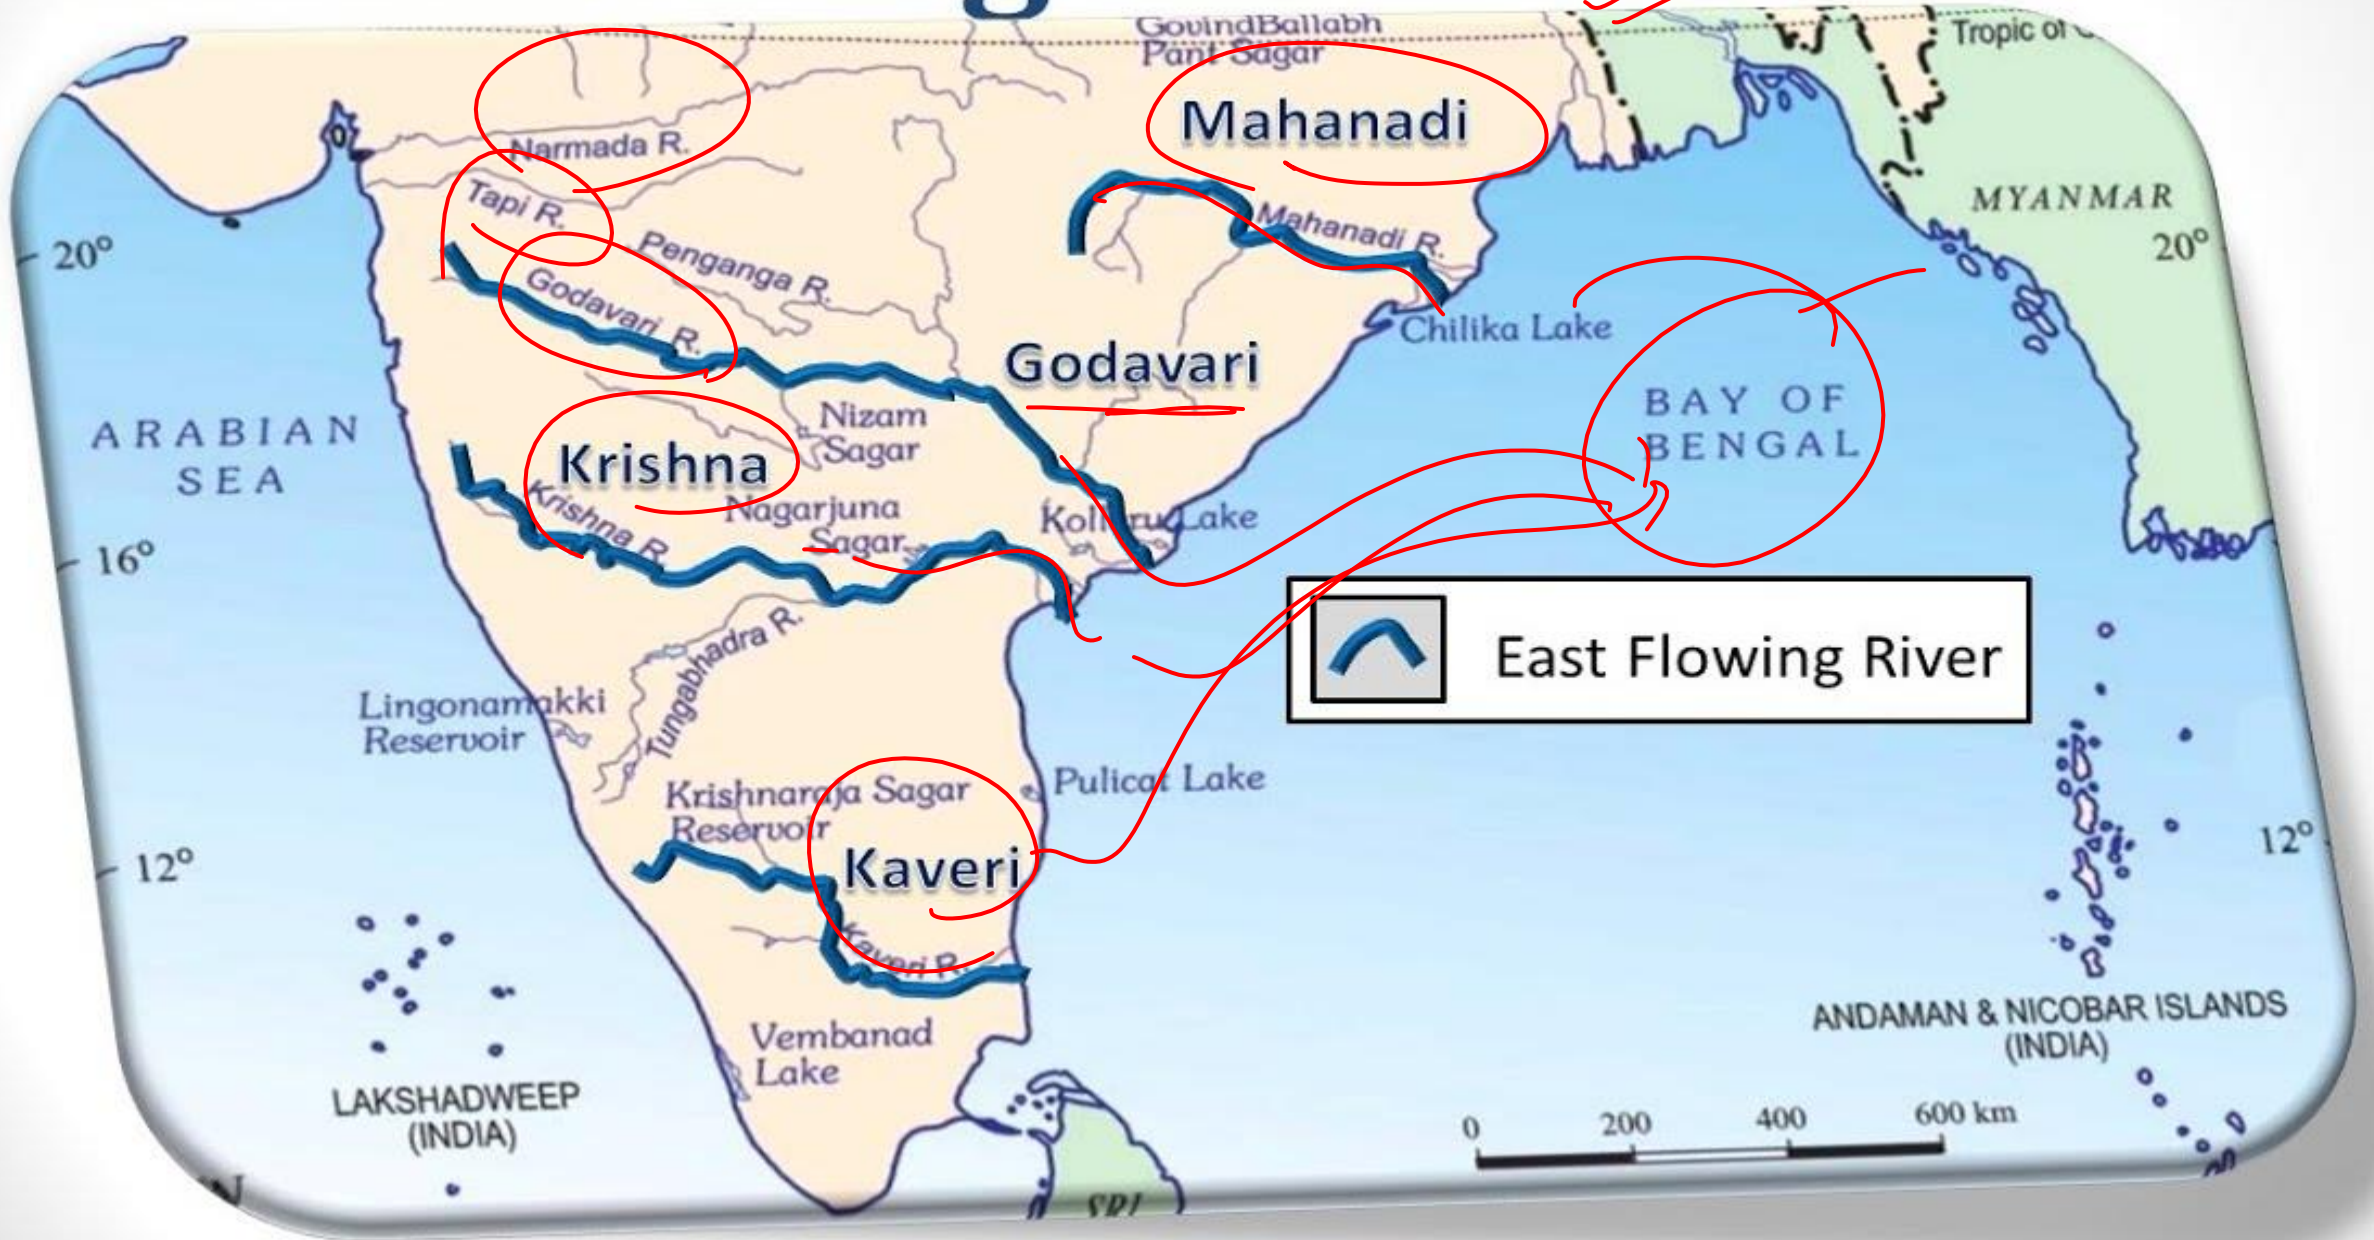 GovindBallabh
Pant Sagar
Tropic of
Mahanadi
Narmada R.
Tapi R.
Mahanadi R.
MYANMAR
20°
20°
Penganga R.
Godavari R.
Chilika Lake
Godavari
BAY OF
BENGAL
ARABIAN
SEA
Nizam
Sagar
Krishna
Krishna R.
Nagarjuna
Sagar
Kolleru Lake
16°
East Flowing River
Tungabhadra R.
Lingonamakki
Reservoir
Krishnaraja Sagar
Reservoir
Pulicat Lake
Kaveri
12°
12°
Kaveri R.
Vembanad
Lake
ANDAMAN & NICOBAR ISLANDS
(INDIA)
LAKSHADWEEP
(INDIA)
0 200 400 600 km
SRI